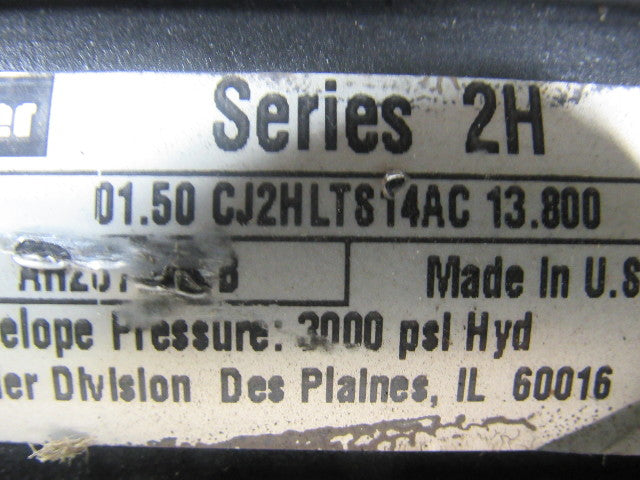 er Series 2H
01.50 CJ2HLTS14AC 13.800
Made In U.S
elope Pressure: 3000 psi Hyd
er Division Des Plaines, IL 60016